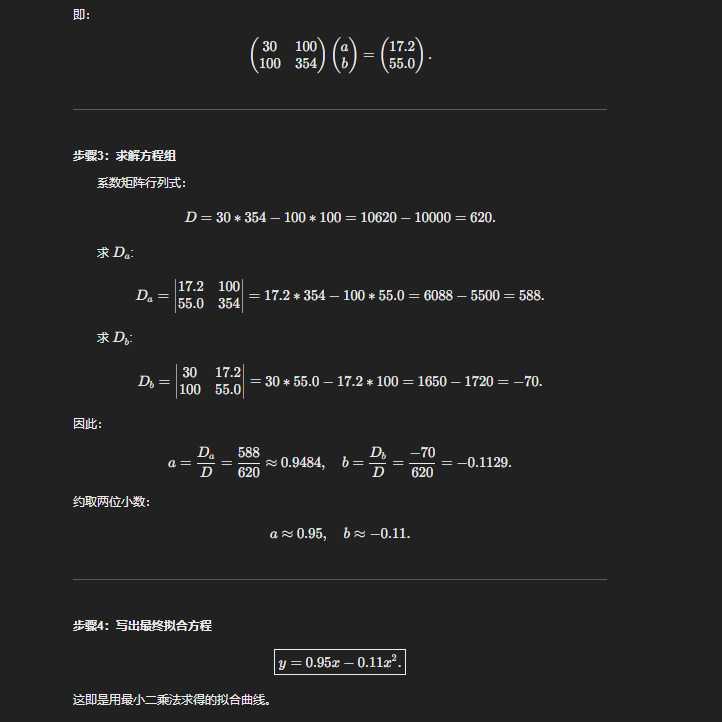 即：
$$\begin{pmatrix} 30 & 100 \\ 100 & 354 \end{pmatrix} \begin{pmatrix} a \\ b \end{pmatrix} = \begin{pmatrix} 17.2 \\ 55.0 \end{pmatrix}.$$
步骤3：求解方程组
系数矩阵行列式：
$$D = 30 * 354 - 100 * 100 = 10620 - 10000 = 620.$$
求 $D_a$:
$$D_a = \begin{vmatrix} 17.2 & 100 \\ 55.0 & 354 \end{vmatrix} = 17.2 * 354 - 100 * 55.0 = 6088 - 5500 = 588.$$
求 $D_b$:
$$D_b = \begin{vmatrix} 30 & 17.2 \\ 100 & 55.0 \end{vmatrix} = 30 * 55.0 - 17.2 * 100 = 1650 - 1720 = -70.$$
因此：
$$a = \frac{D_a}{D} = \frac{588}{620} \approx 0.9484, \quad b = \frac{D_b}{D} = \frac{-70}{620} = -0.1129.$$
约取两位小数：
$$a \approx 0.95, \quad b \approx -0.11.$$
步骤4：写出最终拟合方程
$$\boxed{y = 0.95x - 0.11x^2.}$$
这即是用最小二乘法求得的拟合曲线。